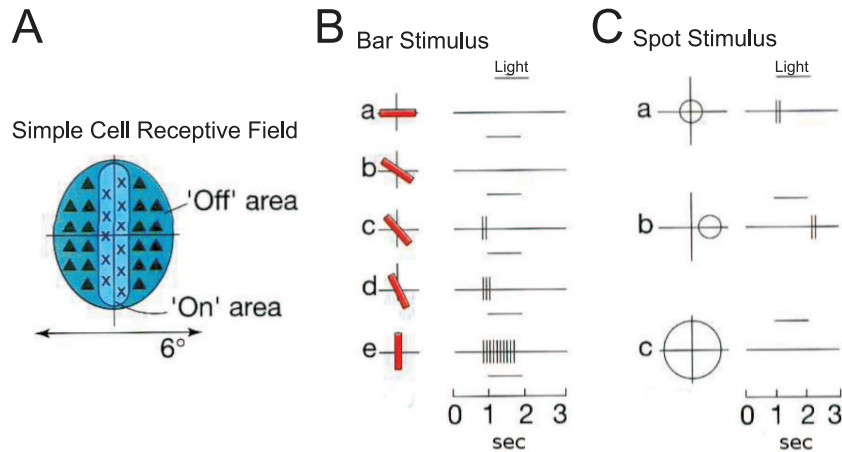 A
B Bar Stimulus
C Spot Stimulus
Simple Cell Receptive Field
'Off' area
'On' area
6°
x x x x x x x x x x x x
Light
a
b
c
d
e
0 1 2 3
sec
Light
a
b
c
0 1 2 3
sec